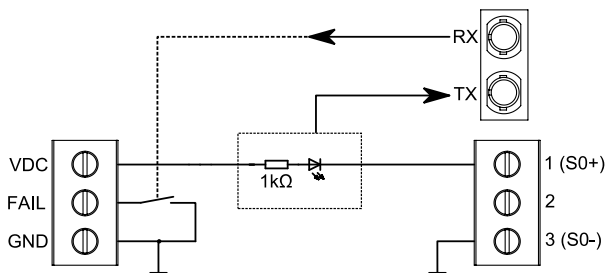 RX
TX
VDC
1kΩ
1 (S0+)
FAIL
2
GND
3 (S0-)